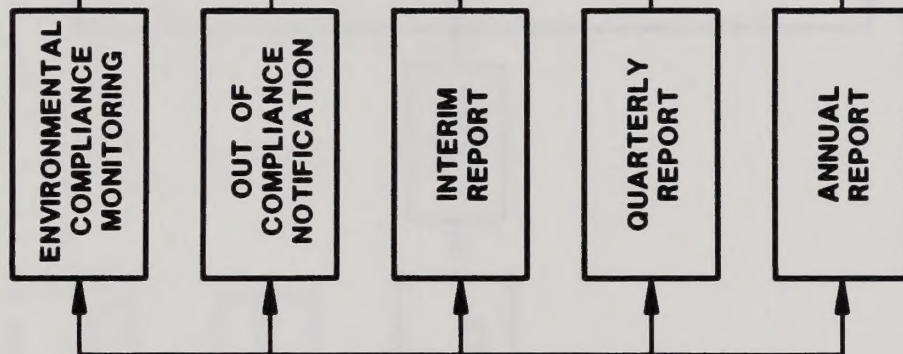 ENVIRONMENTAL
COMPLIANCE
MONITORING
OUT OF
COMPLIANCE
NOTIFICATION
INTERIM
REPORT
QUARTERLY
REPORT
ANNUAL
REPORT